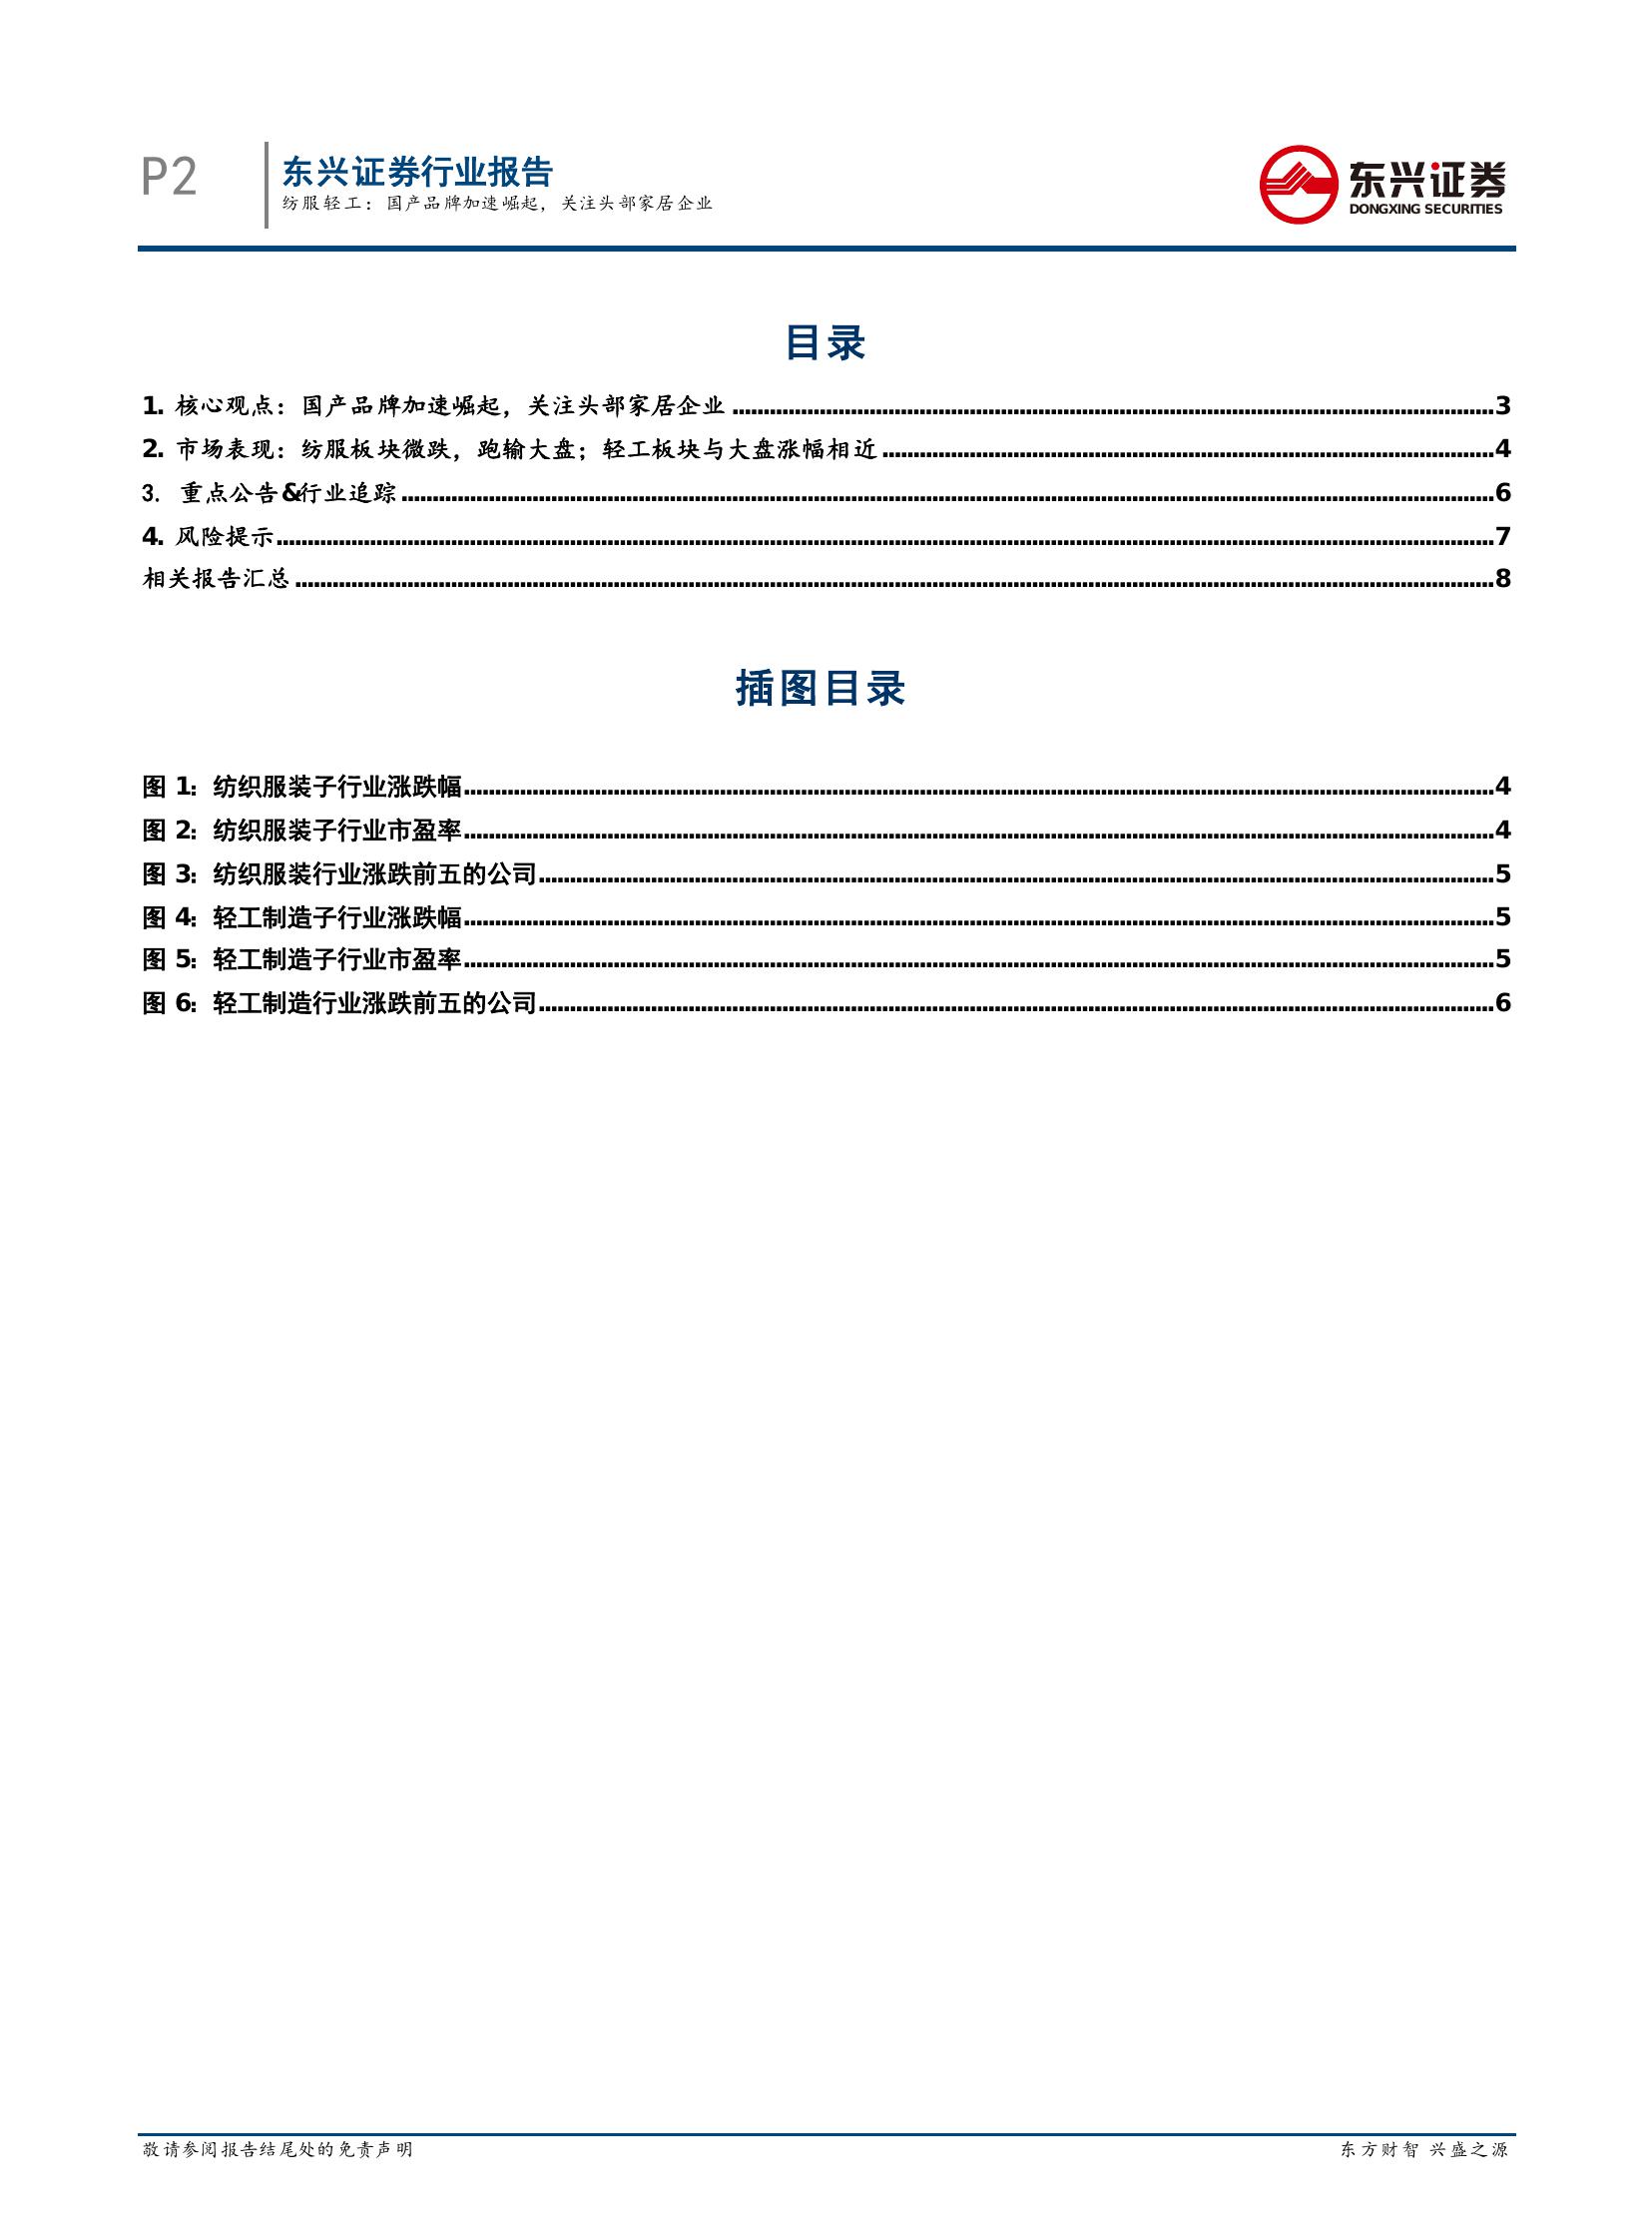 P2
东兴证券行业报告
纺服轻工：国产品牌加速崛起，关注头部家居企业
东兴证券
DONGXING SECURITIES
目录
1. 核心观点：国产品牌加速崛起，关注头部家居企业........3
2. 市场表现：纺服板块微跌，跑输大盘；轻工板块与大盘涨幅相近........4
3. 重点公告&行业追踪........6
4. 风险提示........7
相关报告汇总........8
插图目录
图 1：纺织服装子行业涨跌幅........4
图 2：纺织服装子行业市盈率........4
图 3：纺织服装行业涨跌前五的公司........5
图 4：轻工制造子行业涨跌幅........5
图 5：轻工制造子行业市盈率........5
图 6：轻工制造行业涨跌前五的公司........6
敬请参阅报告结尾处的免责声明
东方财智 兴盛之源